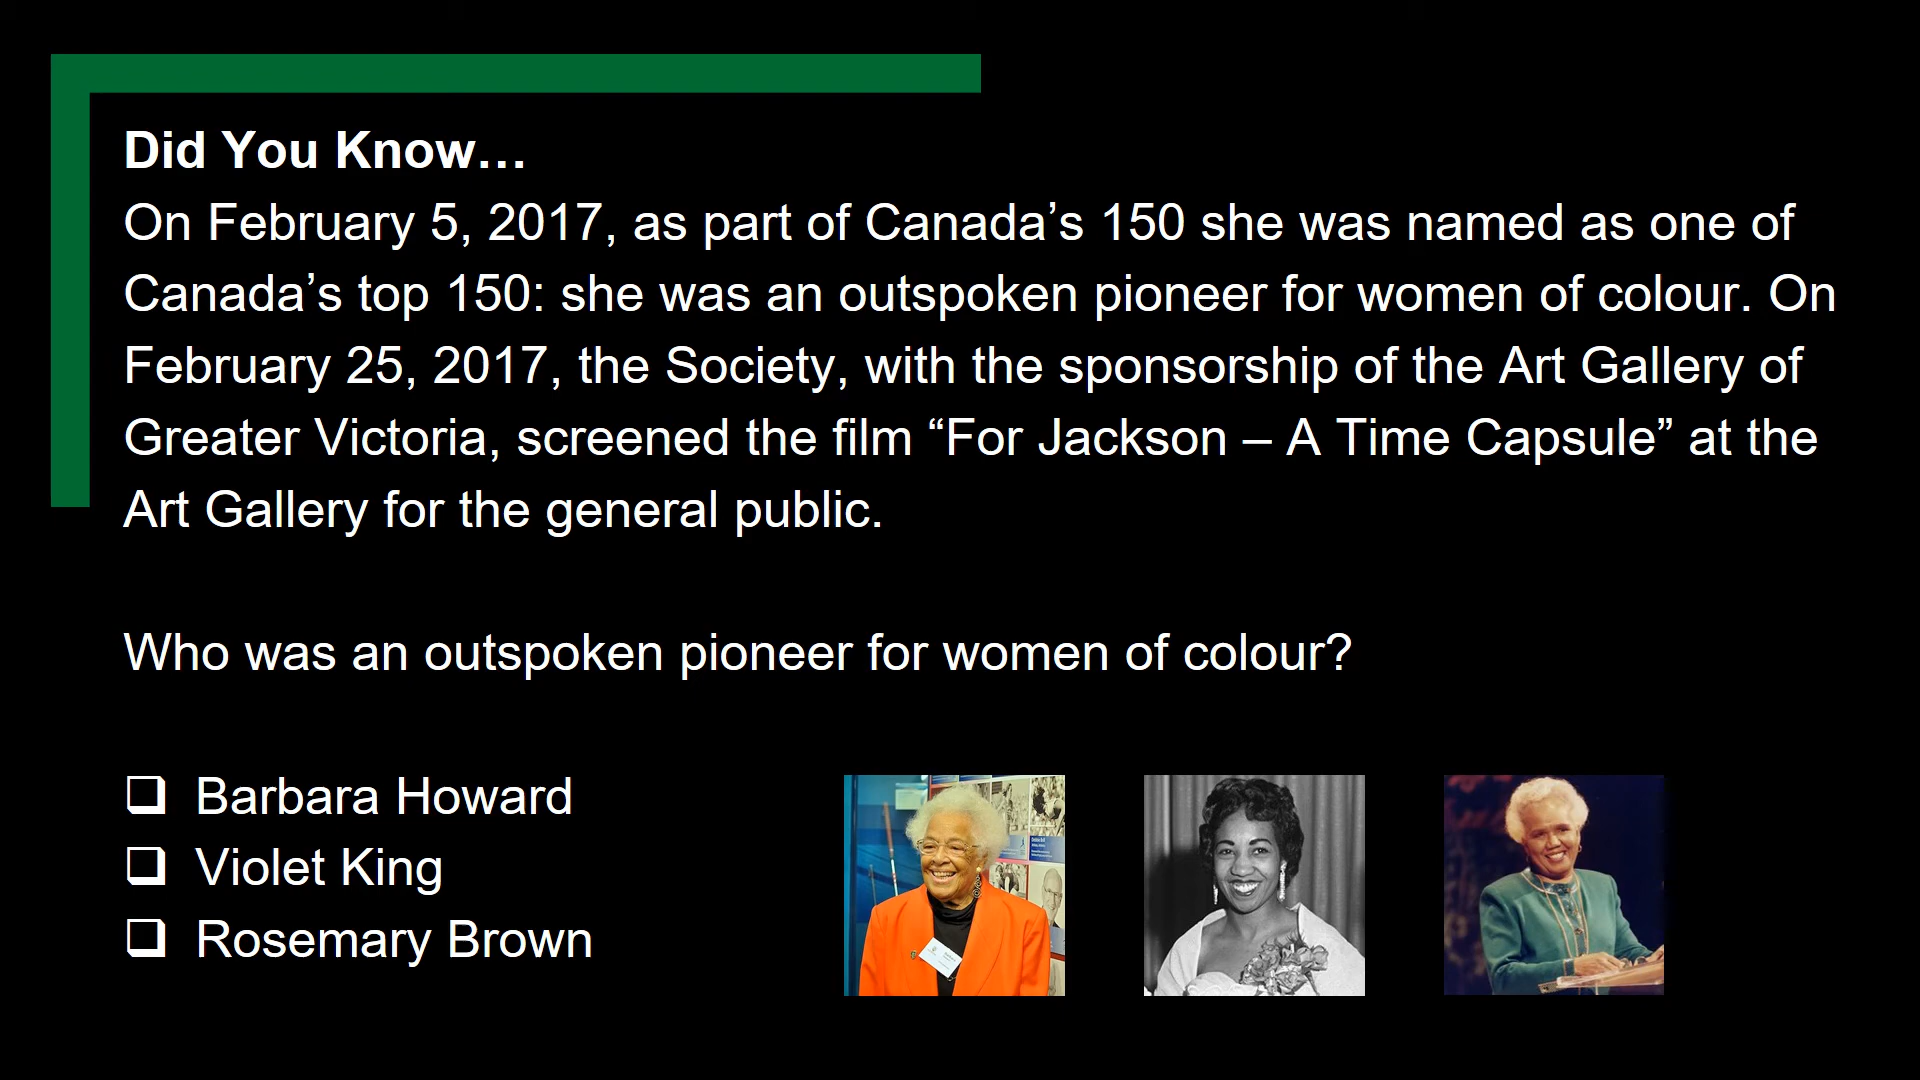 Did You Know…
On February 5, 2017, as part of Canada’s 150 she was named as one of
Canada’s top 150: she was an outspoken pioneer for women of colour. On
February 25, 2017, the Society, with the sponsorship of the Art Gallery of
Greater Victoria, screened the film “For Jackson – A Time Capsule” at the
Art Gallery for the general public.
Who was an outspoken pioneer for women of colour?
❑ Barbara Howard
❑ Violet King
❑ Rosemary Brown